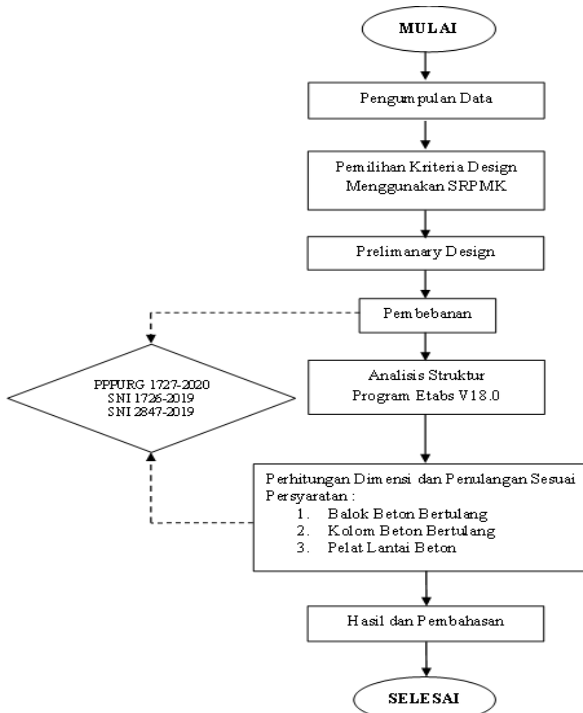 MULAI
Pengumpulan Data
Pemilihan Kriteria Design
Menggunakan SRPMK
Prelimanary Design
Pembebanan
PPPURG 1727-2020
SNI 1726-2019
SNI 2847-2019
Analisis Struktur
Program Etabs V18.0
Perhitungan Dimensi dan Penulangan Sesuai
Persyaratan :
1. Balok Beton Bertulang
2. Kolom Beton Bertulang
3. Pelat Lantai Beton
Hasil dan Pembahasan
SELESAI